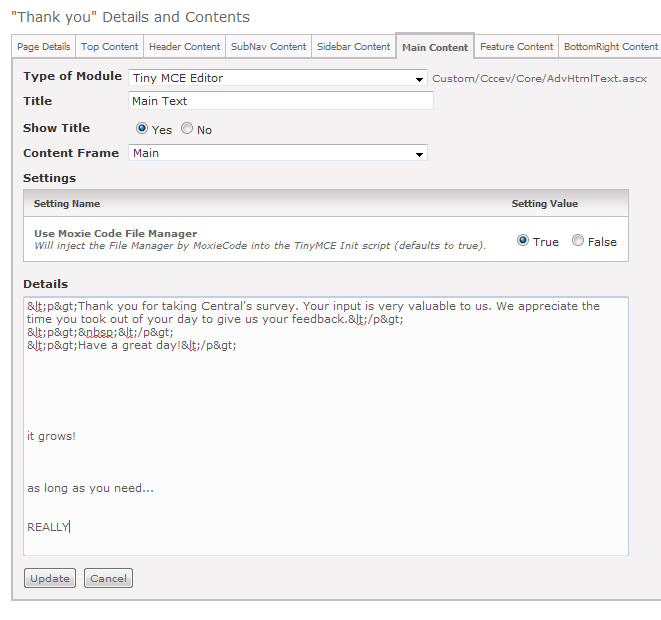 "Thank you" Details and Contents
Page Details Top Content Header Content SubNav Content Sidebar Content Main Content Feature Content BottomRight Content
Type of Module Tiny MCE Editor Custom/Cccev/Core/AdvHtmlText.ascx
Title Main Text
Show Title Yes No
Content Frame Main
Settings
Setting Name Setting Value
Use Moxie Code File Manager
Will inject the File Manager by MoxieCode into the TinyMCE Init script (defaults to true). True False
Details
&lt;p&gt;Thank you for taking Central's survey. Your input is very valuable to us. We appreciate the
time you took out of your day to give us your feedback.&lt;/p&gt;
&lt;p&gt;&nbsp;&lt;/p&gt;
&lt;p&gt;Have a great day!&lt;/p&gt;
it grows!
as long as you need...
REALLY
Update Cancel